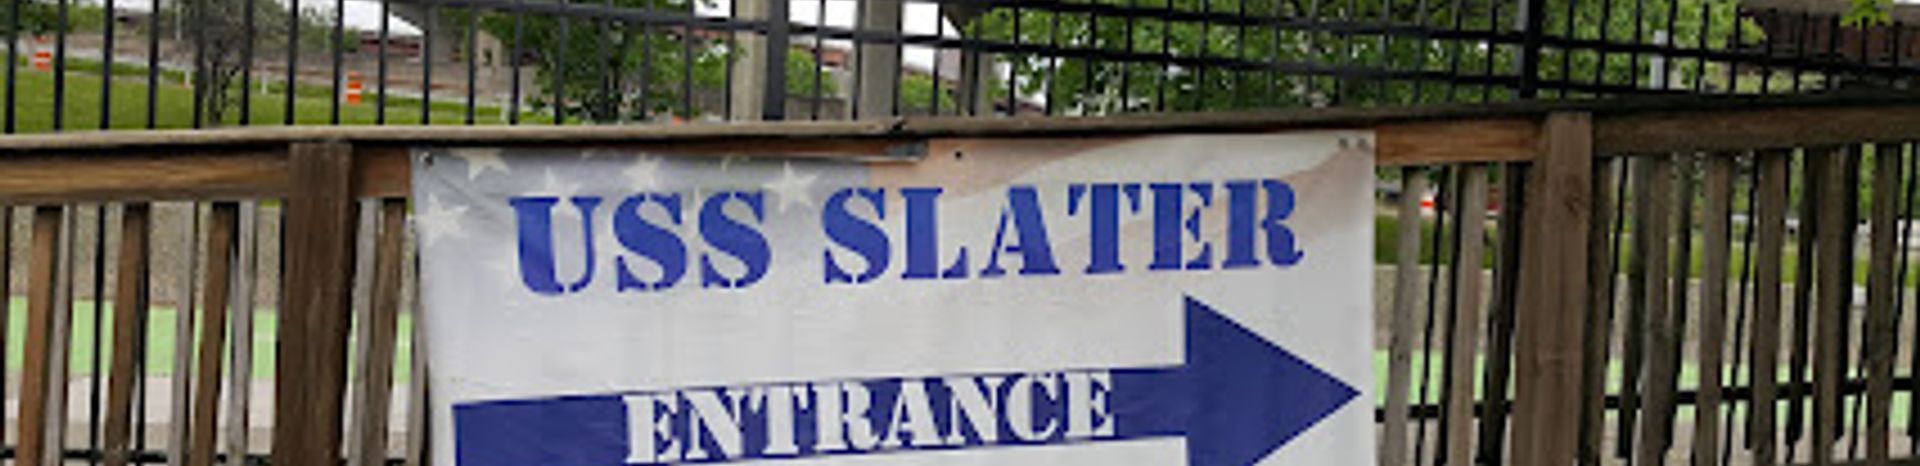 USS SLATER
ENTRANCE